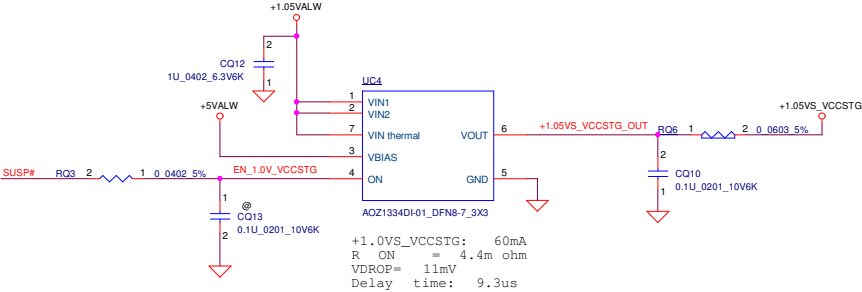 +1.05VALW
2
CQ12
1U_0402_6.3V6K
1
UC4
+5VALW
1 VIN1
2 VIN2
7 VIN thermal
VOUT 6
+1.05VS_VCCSTG_OUT
RQ6 1 2 0_0603_5%
+1.05VS_VCCSTG
3 VBIAS
SUSP#
RQ3 2 1 0_0402_5%
EN_1.0V_VCCSTG
4 ON
GND 5
2
CQ10
0.1U_0201_10V6K
1
1
@
CQ13
0.1U_0201_10V6K
2
AOZ1334DI-01_DFN8-7_3X3
+1.0VS_VCCSTG: 60mA
R ON = 4.4m ohm
VDROP= 11mV
Delay time: 9.3us